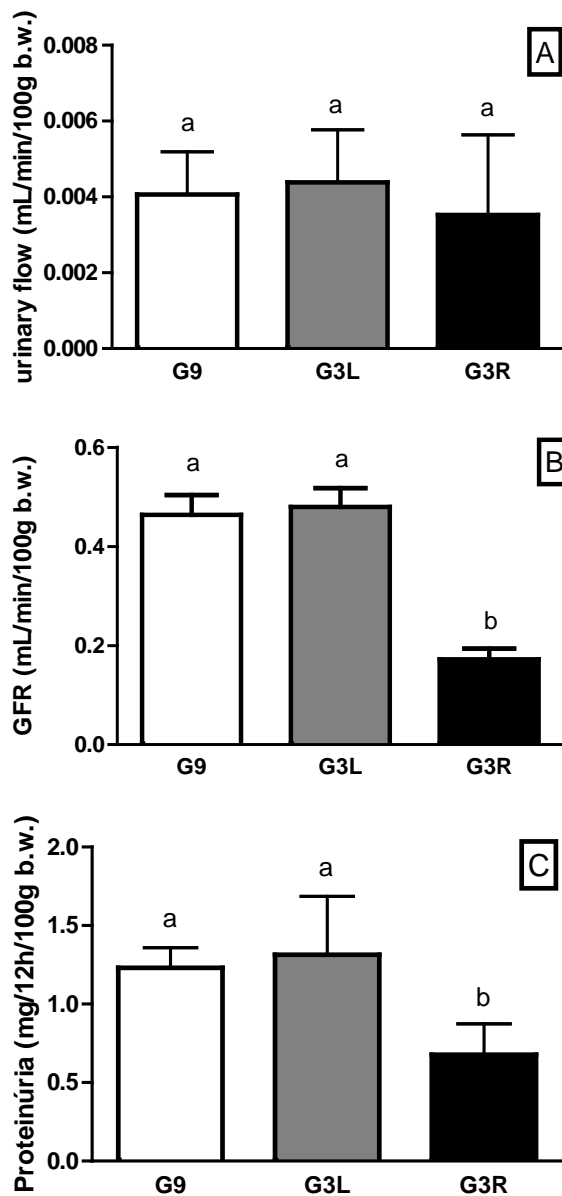 A
urinary flow (mL/min/100g b.w.)
0.008
0.006
0.004
0.002
0.000
a
a
a
G9
G3L
G3R
B
GFR (mL/min/100g b.w.)
0.6
0.4
0.2
0.0
a
a
b
G9
G3L
G3R
C
Proteinúria (mg/12h/100g b.w.)
2.0
1.5
1.0
0.5
0.0
a
a
b
G9
G3L
G3R